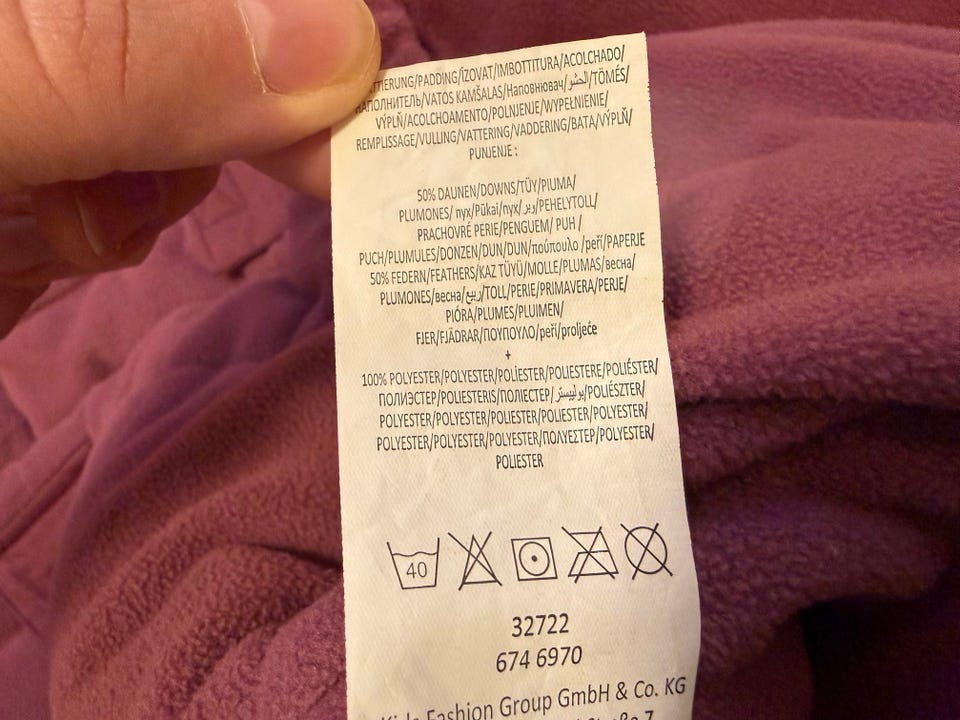 /PADDING/ÍZOVAT/IMBOTTITURA/ACOLCHADO/
НАПОЛНИТЕЛЬ/VATOS KAMŠALAS/Наповнювач/الحشو/TÖMÉS/
VÝPLŇ/ACOLCHOAMENTO/POLNJENJE/WYPEŁNIENIE/
REMPLISSAGE/VULLING/VATTERING/VADDERING/BATA/VÝPLŇ/
PUNJENJE :
50% DAUNEN/DOWNS/TÜY/PIUMA/
PLUMONES/ пух/Pūkai/пух/وبر/PEHELYTOLL/
PRACHOVRÉ PERIE/PENGUEM/ PUH /
PUCH/PLUMULES/DONZEN/DUN/DUN/πούπουλο /peří/PAPERJE
50% FEDERN/FEATHERS/KAZ TÜYÜ/MOLLE/PLUMAS/весна/
PLUMONES/весна/ربيع/TOLL/PERIE/PRIMAVERA/PERJE/
PIÓRA/PLUMES/PLUIMEN/
FJER/FJÄDRAR/ΠΟΥΠΟΥΛΟ/peří/proljeće
+
100% POLYESTER/POLYESTER/POLİESTER/POLIESTERE/POLIÉSTER/
ПОЛИЭСТЕР/POLIESTERIS/ПОЛІЕСТЕР/بوليستر/POLIÉSZTER/
POLYESTER/POLYESTER/POLIESTER/POLIESTER/POLYESTER/
POLYESTER/POLYESTER/POLYESTER/ΠΟΛΥΕΣΤΕΡ/POLYESTER/
POLIESTER
40
32722
674 6970
Kids Fashion Group GmbH & Co. KG